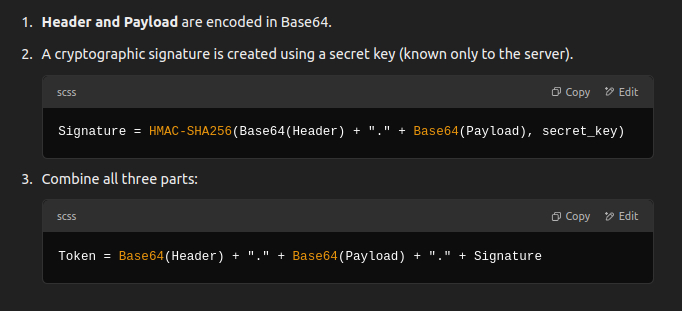 1. Header and Payload are encoded in Base64.
2. A cryptographic signature is created using a secret key (known only to the server).
scss Copy Edit
Signature = HMAC-SHA256(Base64(Header) + "." + Base64(Payload), secret_key)
3. Combine all three parts:
scss Copy Edit
Token = Base64(Header) + "." + Base64(Payload) + "." + Signature